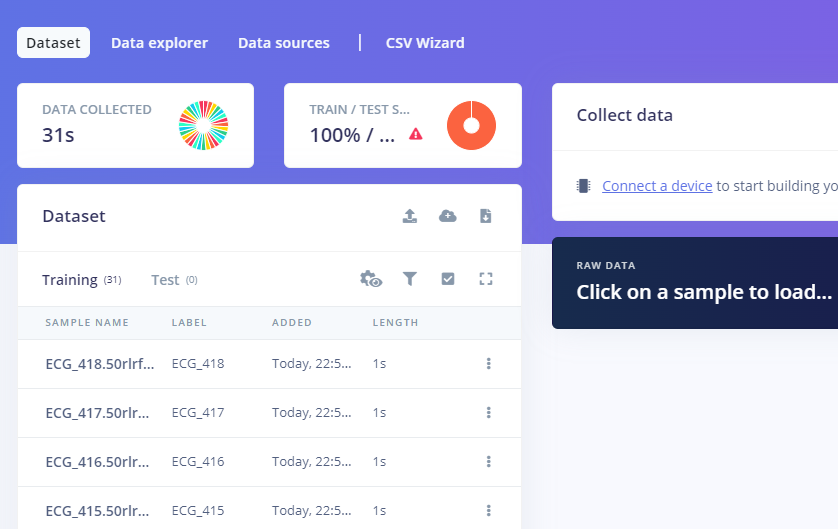 Dataset Data explorer Data sources | CSV Wizard
DATA COLLECTED
31s
TRAIN / TEST S...
100% / ...
Collect data
Connect a device to start building yo
Dataset
RAW DATA
Click on a sample to load...
Training (31) Test (0)
SAMPLE NAME LABEL ADDED LENGTH
ECG_418.50rlrf... ECG_418 Today, 22:5... 1s
ECG_417.50rlr... ECG_417 Today, 22:5... 1s
ECG_416.50rlr... ECG_416 Today, 22:5... 1s
ECG_415.50rlr... ECG_415 Today, 22:5... 1s